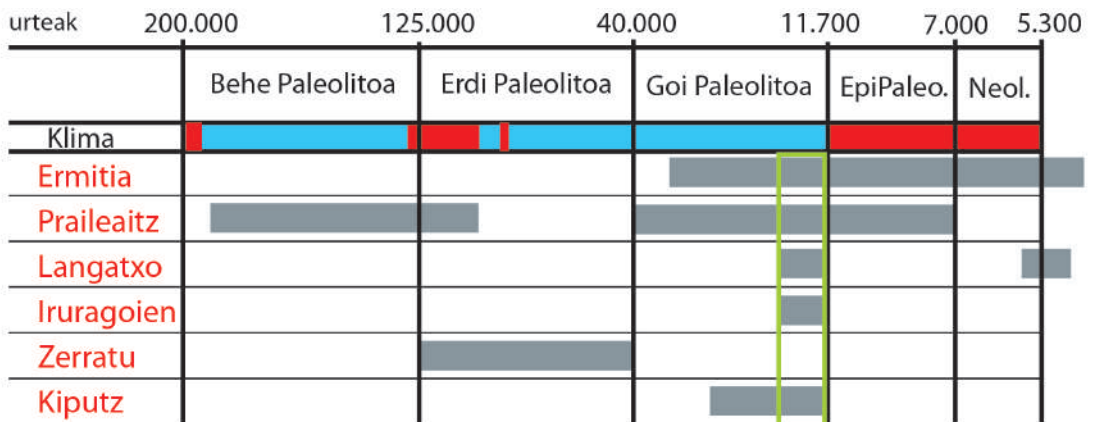 urteak 200.000 125.000 40.000 11.700 7.000 5.300
Behe Paleolitoa Erdi Paleolitoa Goi Paleolitoa EpiPaleo. Neol.
Klima
Ermitia
Praileaitz
Langatxo
Iruragoien
Zerratu
Kiputz